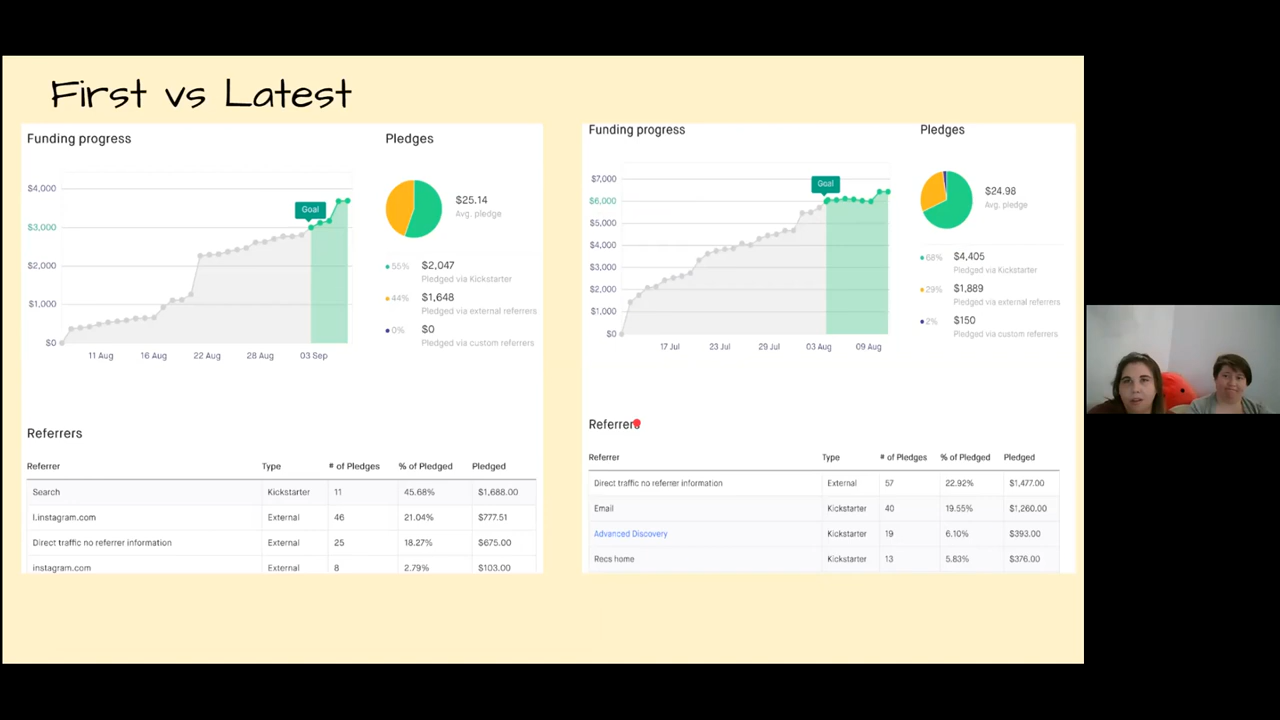 First vs Latest
Funding progress
Pledges
$4,000
$3,000
$2,000
$1,000
$0
Goal
11 Aug 16 Aug 22 Aug 28 Aug 03 Sep
$25.14
Avg. pledge
55% $2,047
Pledged via Kickstarter
44% $1,648
Pledged via external referrers
0% $0
Pledged via custom referrers
Referrers
Referrer Type # of Pledges % of Pledged Pledged
Search Kickstarter 11 45.68% $1,688.00
l.instagram.com External 46 21.04% $777.51
Direct traffic no referrer information External 25 18.27% $675.00
instagram.com External 8 2.79% $103.00
Funding progress
Pledges
$7,000
$6,000
$5,000
$4,000
$3,000
$2,000
$1,000
$0
Goal
17 Jul 23 Jul 29 Jul 03 Aug 09 Aug
$24.98
Avg. pledge
68% $4,405
Pledged via Kickstarter
29% $1,889
Pledged via external referrers
2% $150
Pledged via custom referrers
Referrers
Referrer Type # of Pledges % of Pledged Pledged
Direct traffic no referrer information External 57 22.92% $1,477.00
Email Kickstarter 40 19.55% $1,260.00
Advanced Discovery Kickstarter 19 6.10% $393.00
Recs home Kickstarter 13 5.83% $376.00